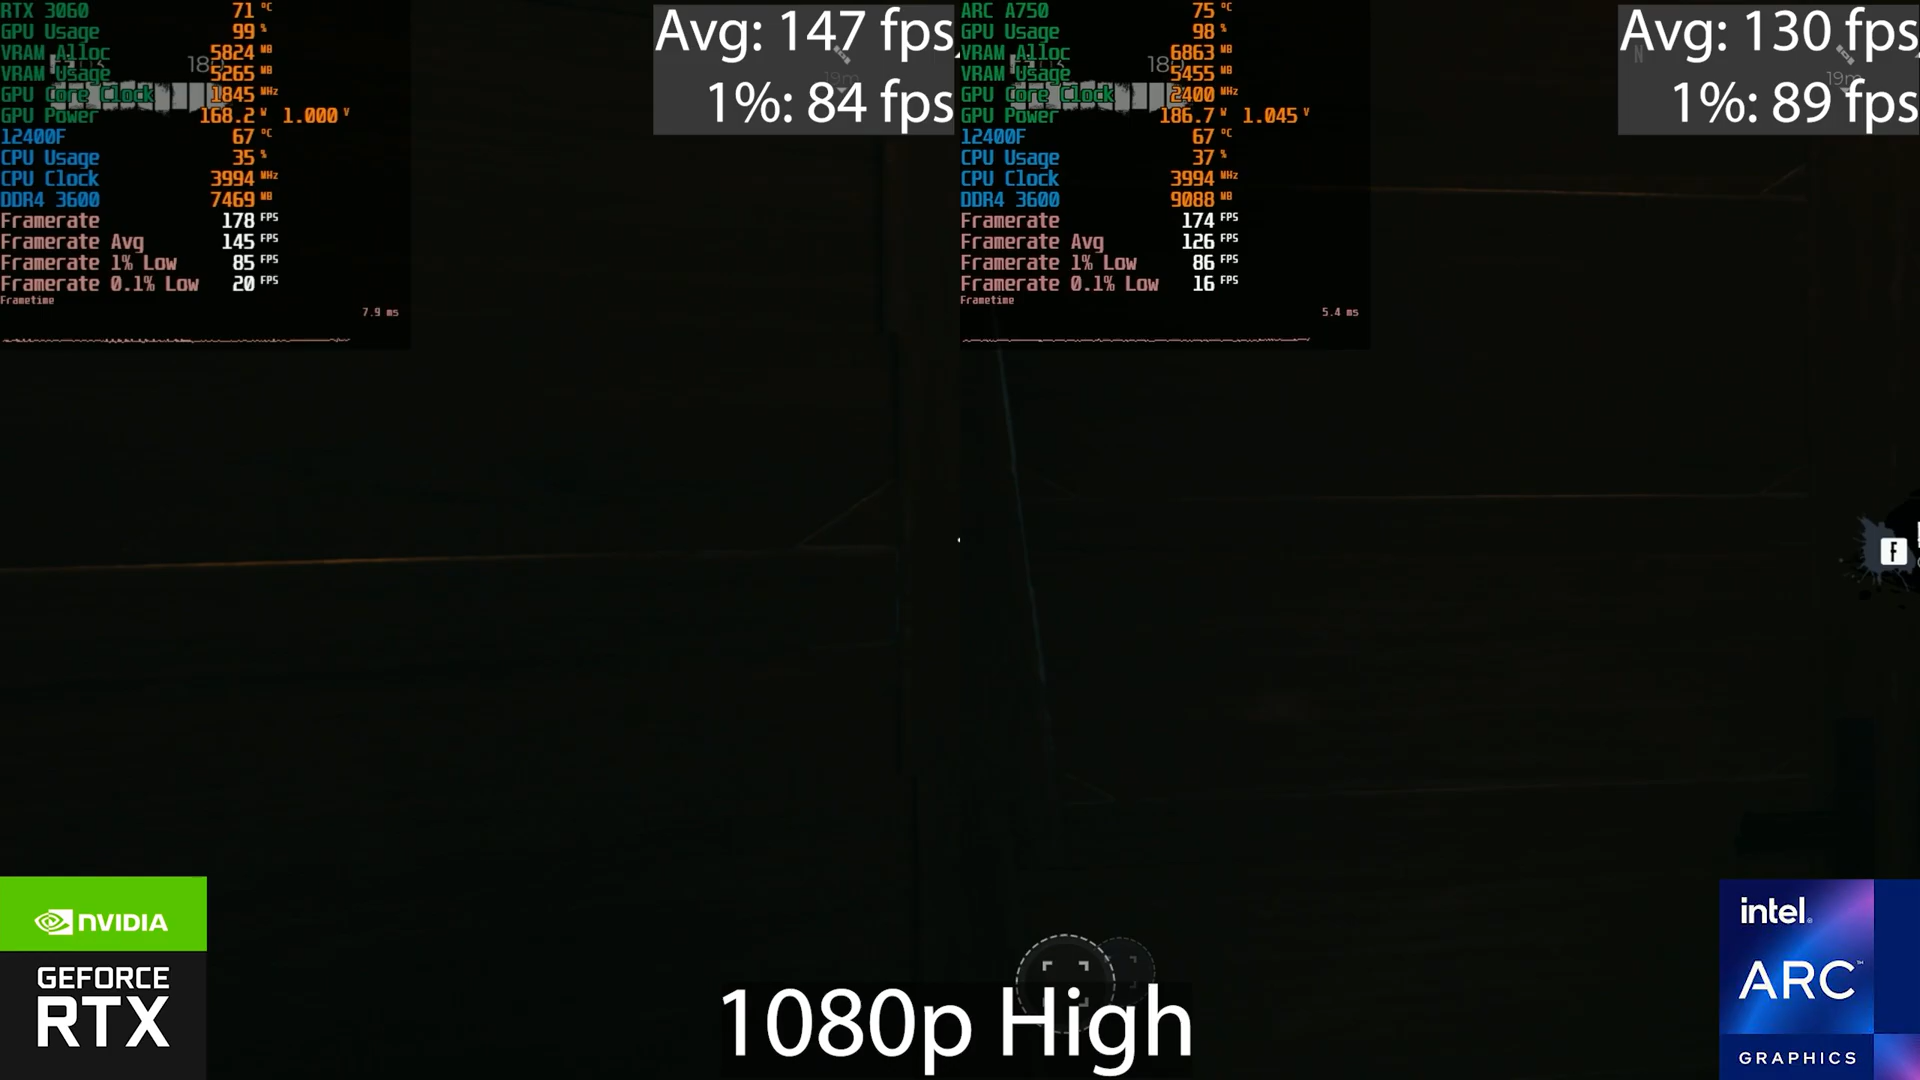 RTX 3060 71 °C
GPU Usage 99 %
VRAM Alloc 5824 MB
VRAM Usage 5265 MB
GPU Core Clock 1845 MHz
GPU Power 168.2 W 1.000 V
12400F 67 °C
CPU Usage 35 %
CPU Clock 3994 MHz
DDR4 3600 7469 MB
Framerate 178 FPS
Framerate Avg 145 FPS
Framerate 1% Low 85 FPS
Framerate 0.1% Low 20 FPS
Frametime
7.9 ms
180
19m
Avg: 147 fps
1%: 84 fps
ARC A750 75 °C
GPU Usage 98 %
VRAM Alloc 6863 MB
VRAM Usage 5455 MB
GPU Core Clock 2400 MHz
GPU Power 186.7 W 1.045 V
12400F 67 °C
CPU Usage 37 %
CPU Clock 3994 MHz
DDR4 3600 9088 MB
Framerate 174 FPS
Framerate Avg 126 FPS
Framerate 1% Low 86 FPS
Framerate 0.1% Low 16 FPS
Frametime
5.4 ms
180
N
19m
Avg: 130 fps
1%: 89 fps
F
NVIDIA
GEFORCE
RTX
1080p High
intel.
ARC™
GRAPHICS